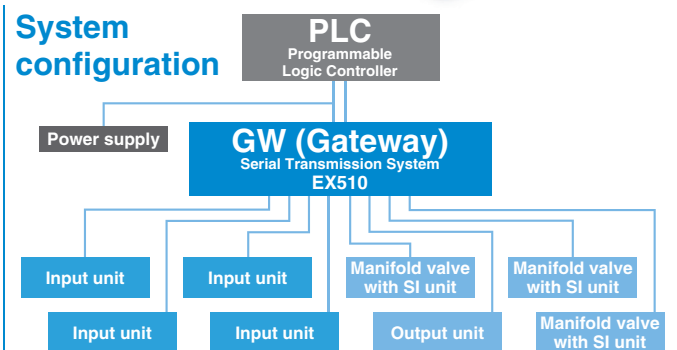 System
configuration
PLC
Programmable
Logic Controller
Power supply
GW (Gateway)
Serial Transmission System
EX510
Input unit
Input unit
Manifold valve
with SI unit
Manifold valve
with SI unit
Input unit
Input unit
Output unit
Manifold valve
with SI unit